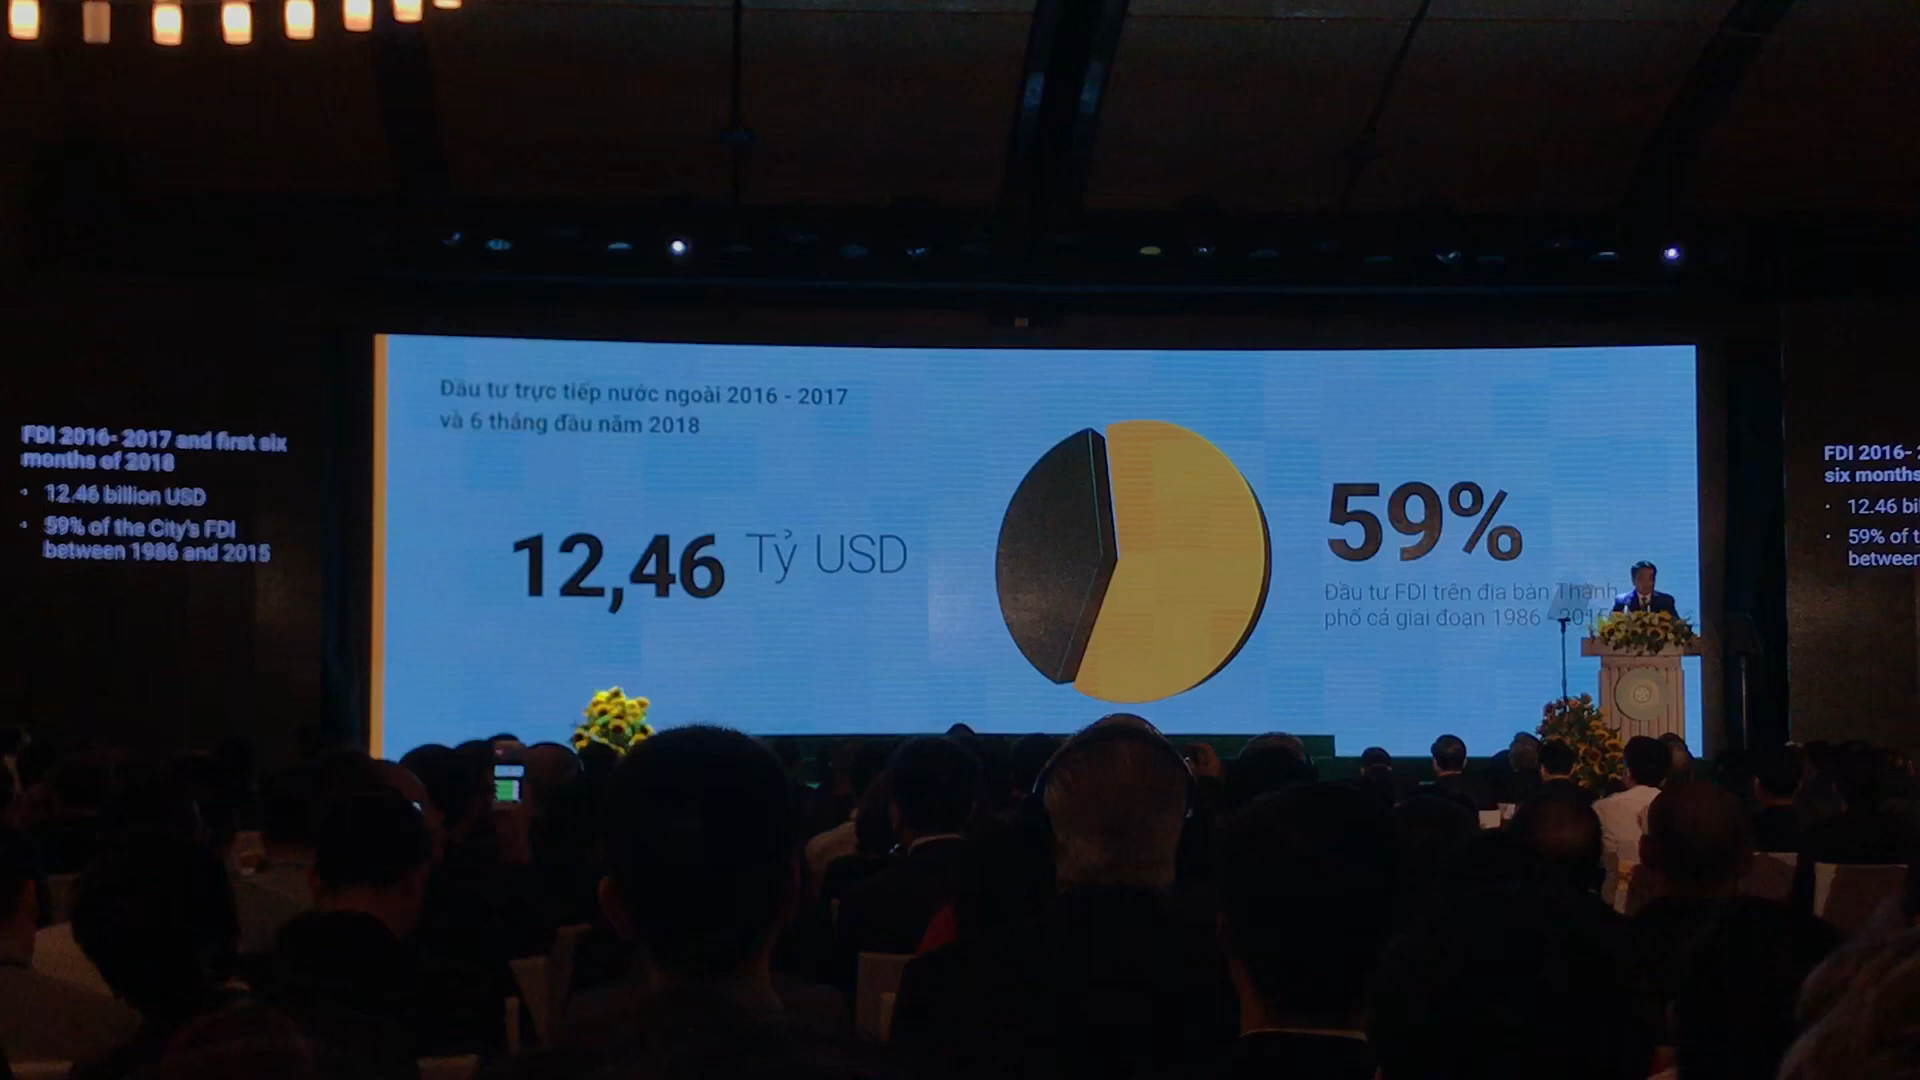 FDI 2016- 2017 and first six
months of 2018
• 12.46 billion USD
• 59% of the City's FDI
between 1986 and 2015
Đầu tư trực tiếp nước ngoài 2016 - 2017
và 6 tháng đầu năm 2018
12,46 Tỷ USD
59%
Đầu tư FDI trên địa bàn Thành
phố cả giai đoạn 1986 - 2015
FDI 2016-
six months
• 12.46
• 59% of